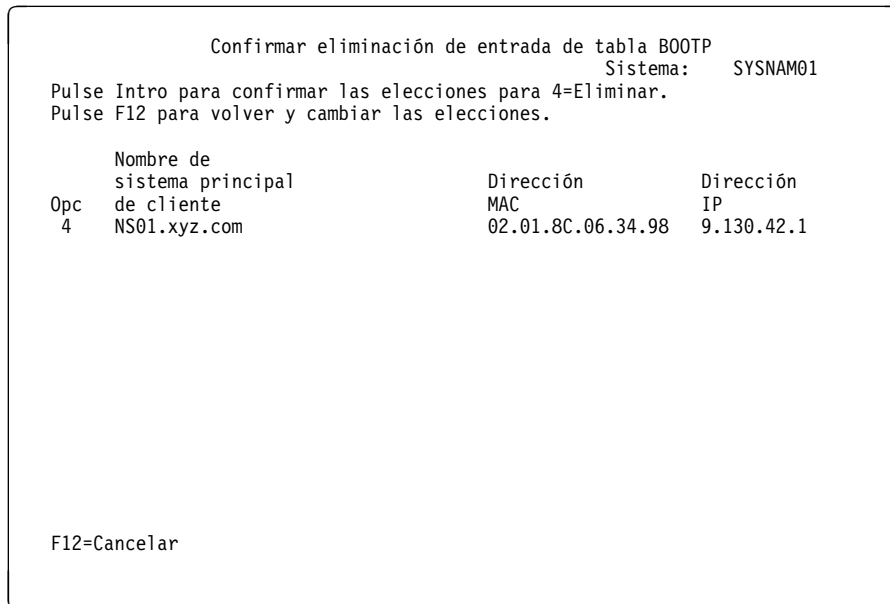 Confirmar eliminación de entrada de tabla BOOTP
Sistema: SYSNAM01
Pulse Intro para confirmar las elecciones para 4=Eliminar.
Pulse F12 para volver y cambiar las elecciones.
Nombre de
sistema principal Dirección Dirección
Opc de cliente MAC IP
4 NS01.xyz.com 02.01.8C.06.34.98 9.130.42.1
F12=Cancelar